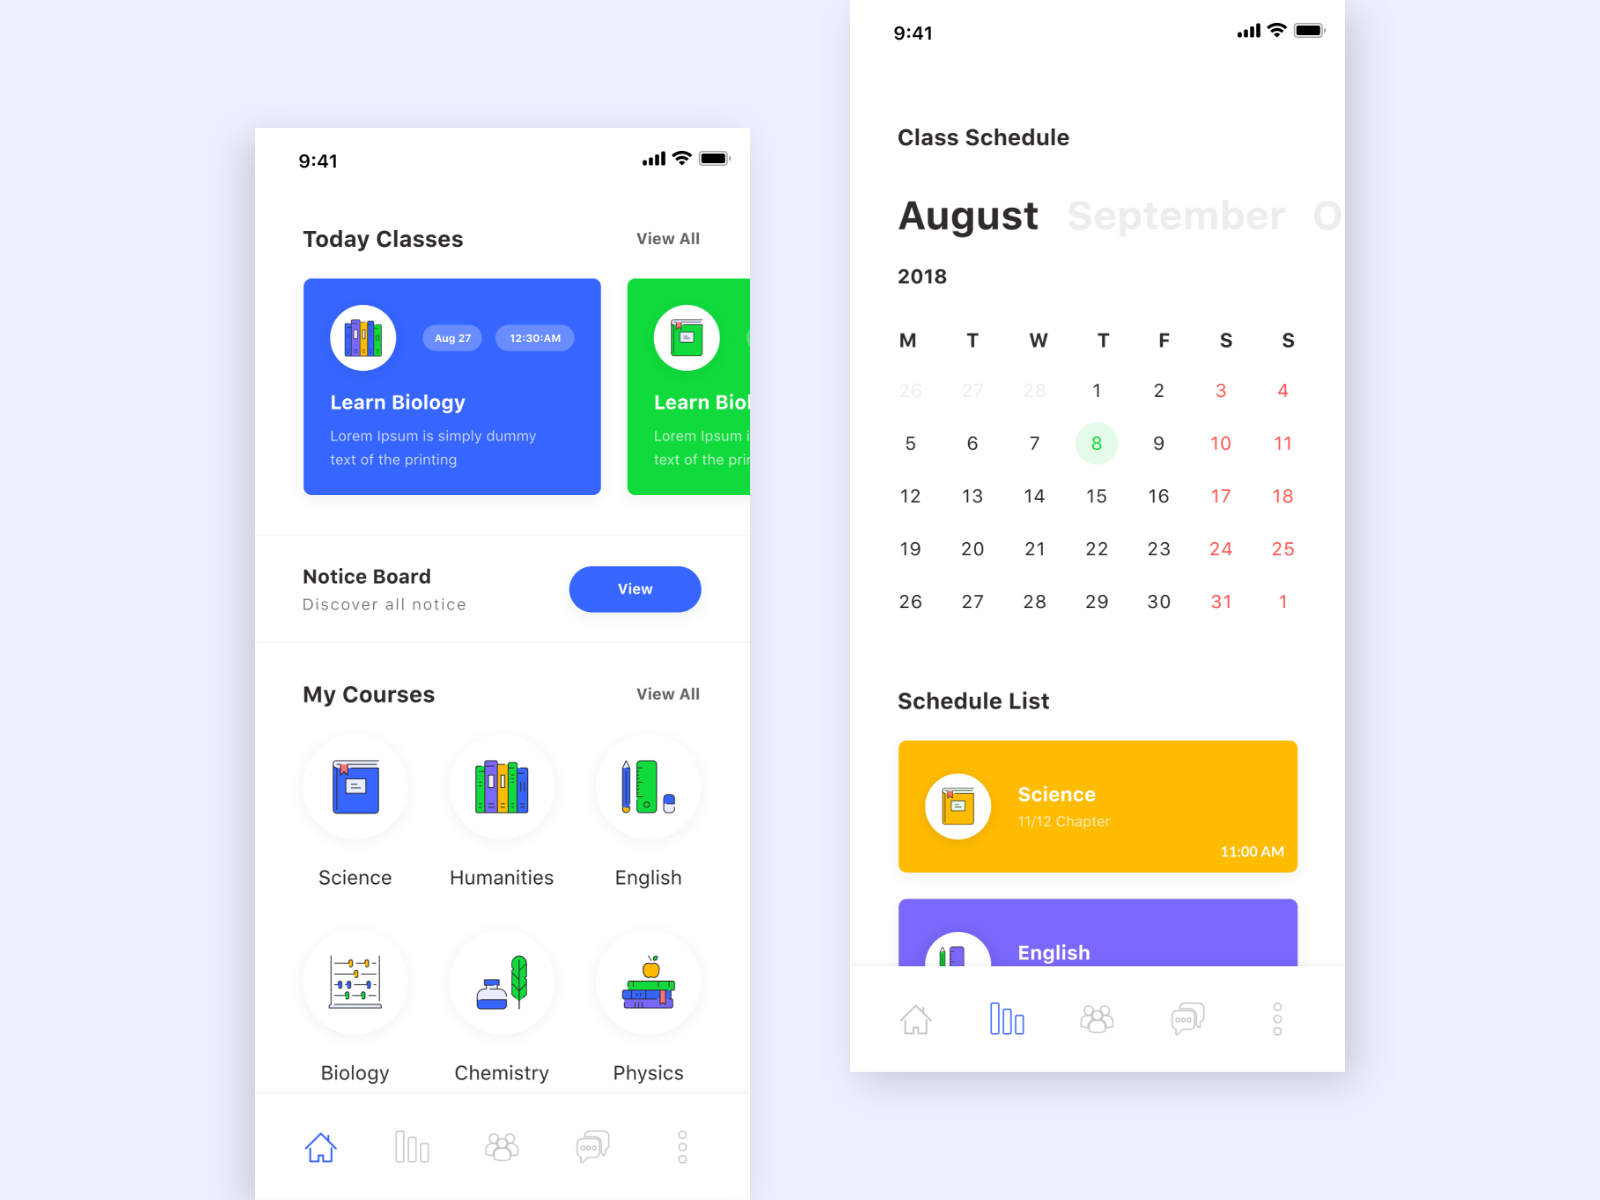 9:41
Today Classes
View All
Aug 27
12:30:AM
Learn Biology
Lorem Ipsum is simply dummy
text of the printing
Learn Biol
Lorem Ipsum i
text of the prin
Notice Board
Discover all notice
View
My Courses
View All
Science
Humanities
English
Biology
Chemistry
Physics
9:41
Class Schedule
August September O
2018
M T W T F S S
26 27 28 1 2 3 4
5 6 7 8 9 10 11
12 13 14 15 16 17 18
19 20 21 22 23 24 25
26 27 28 29 30 31 1
Schedule List
Science
11/12 Chapter
11:00 AM
English